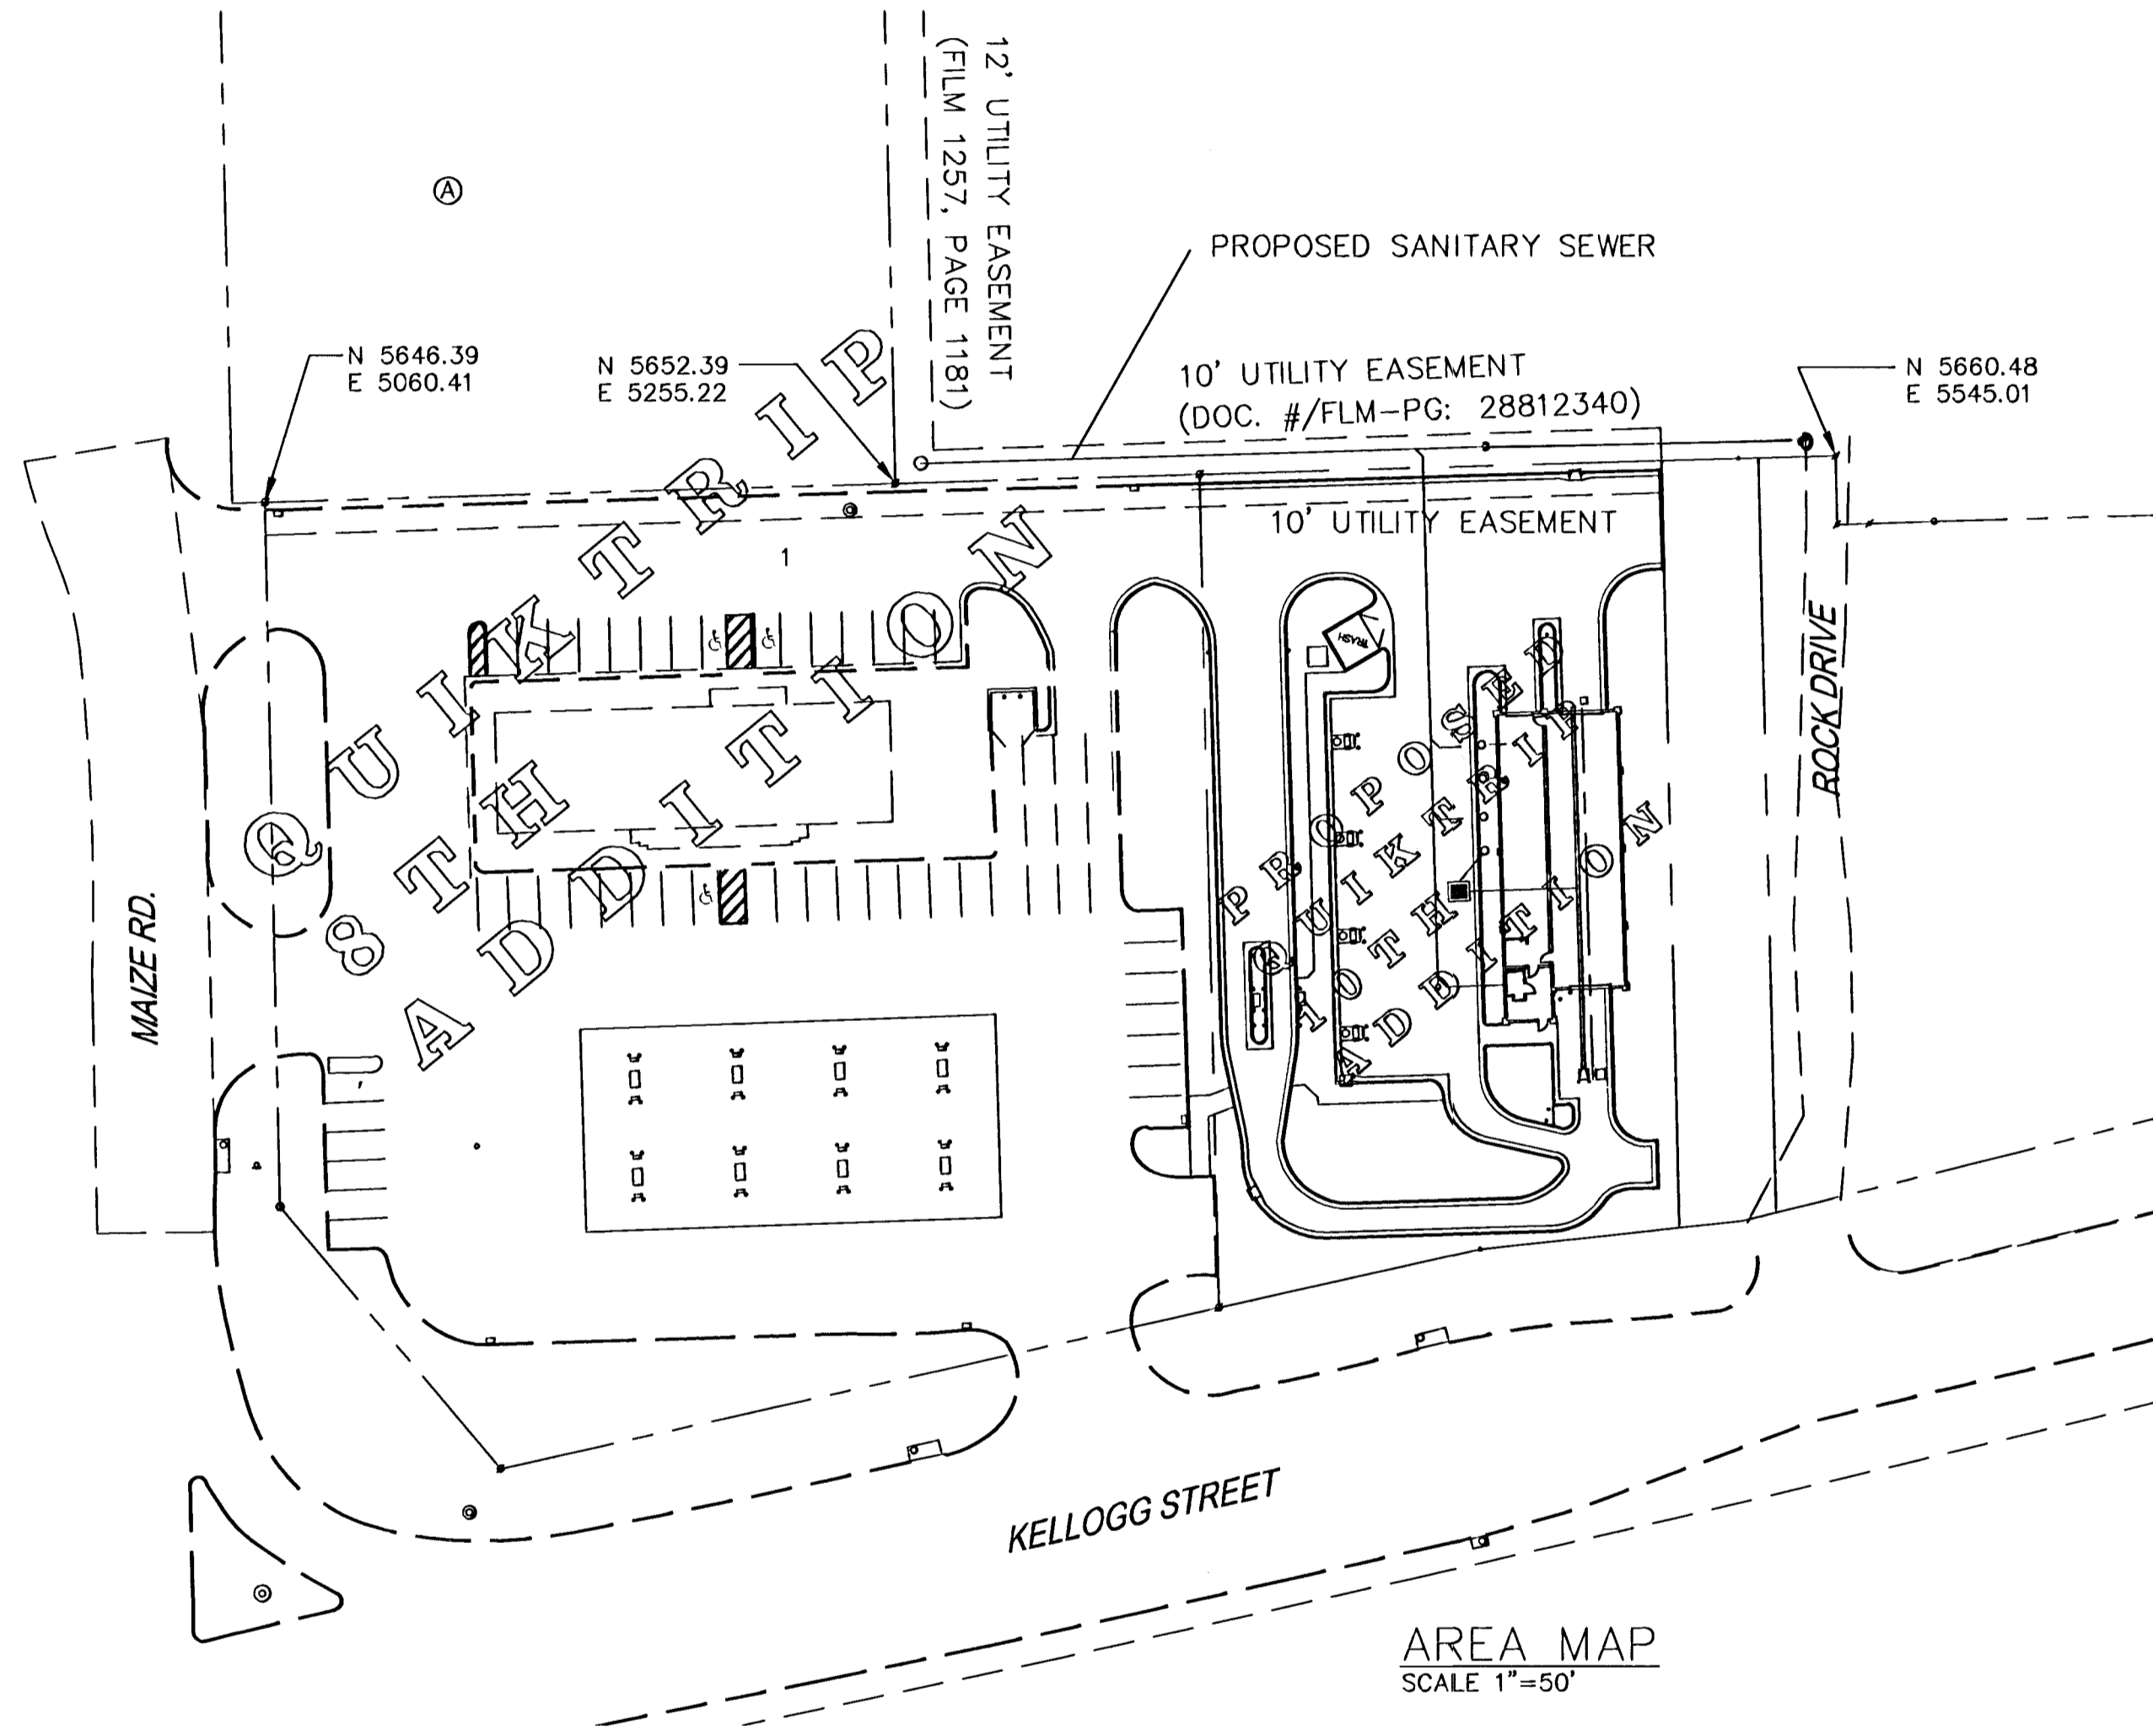 12' UTILITY EASEMENT
(FILM 1257, PAGE 1181)
A
PROPOSED SANITARY SEWER
N 5646.39
E 5060.41
N 5652.39
E 5255.22
10' UTILITY EASEMENT
(DOC. #/FLM-PG: 28812340)
N 5660.48
E 5545.01
10' UTILITY EASEMENT
1
QUIKTRIP
8TH
ADDITION
TRASH
PROPOSED
QUIKTRIP
10TH
ADDITION
MAIZE RD.
ROCK DRIVE
KELLOGG STREET
AREA MAP
SCALE 1"=50'